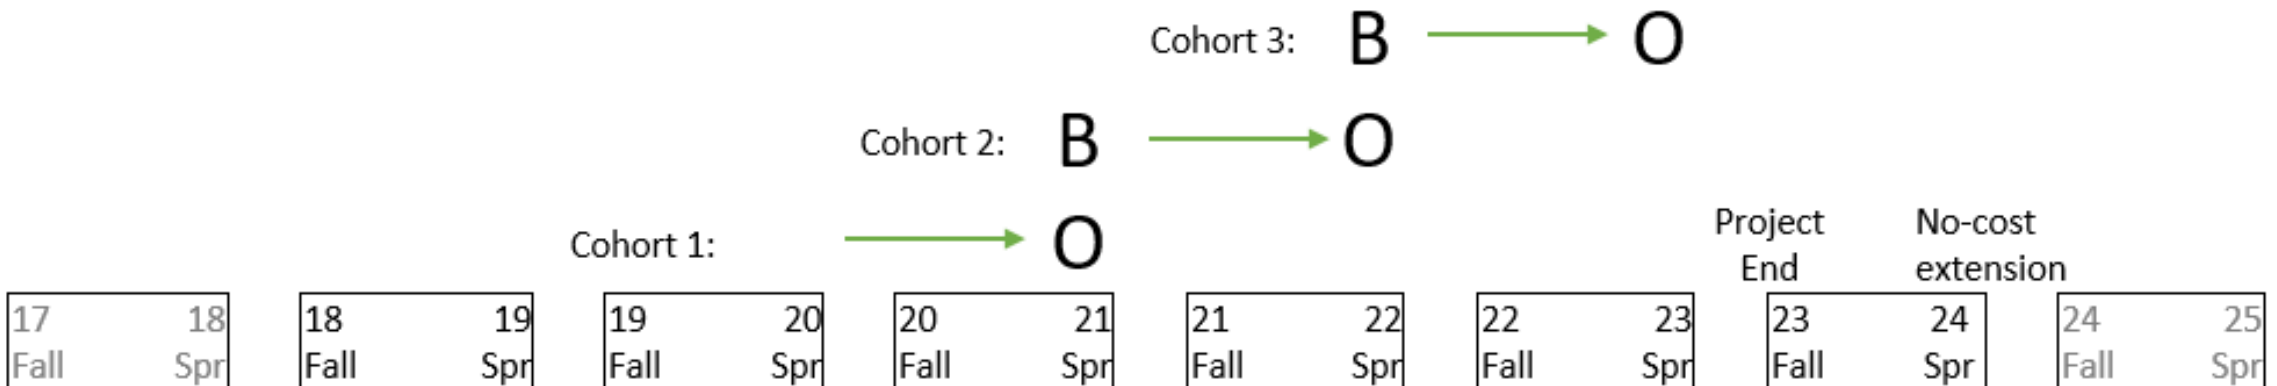 Cohort 3: B O
Cohort 2: B O
Cohort 1: O
Project No-cost
End extension
17 18 18 19 19 20 20 21 21 22 22 23 23 24 24 25
Fall Spr Fall Spr Fall Spr Fall Spr Fall Spr Fall Spr Fall Spr Fall Spr